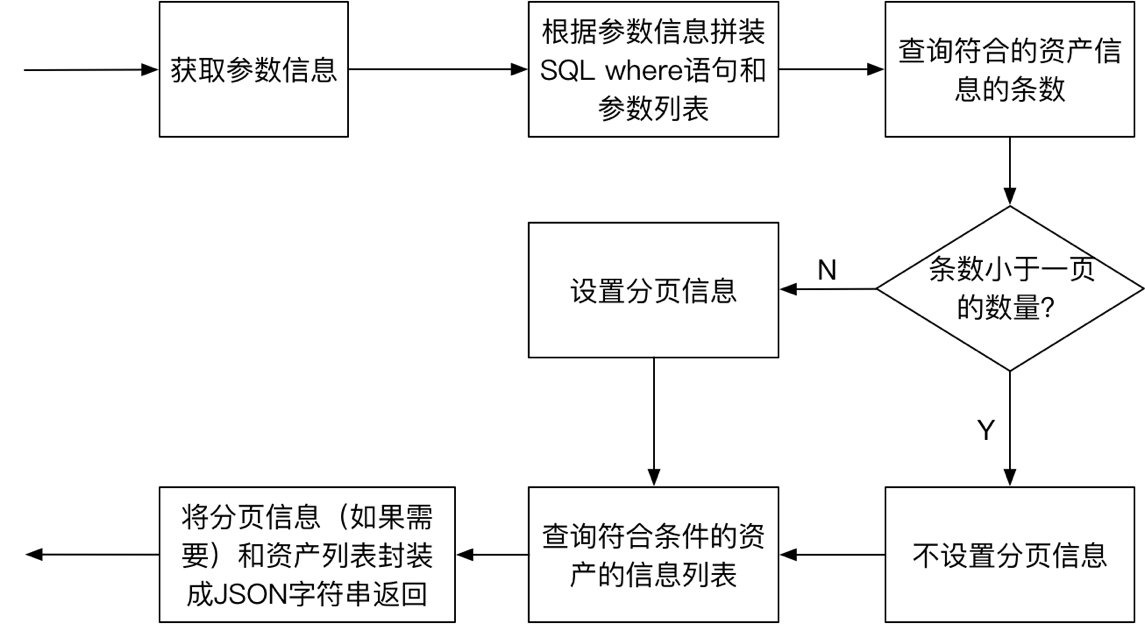 获取参数信息
根据参数信息拼装
SQL where语句和
参数列表
查询符合的资产信
息的条数
条数小于一页
的数量?
N
设置分页信息
Y
不设置分页信息
查询符合条件的资
产的信息列表
将分页信息（如果需
要）和资产列表封装
成JSON字符串返回